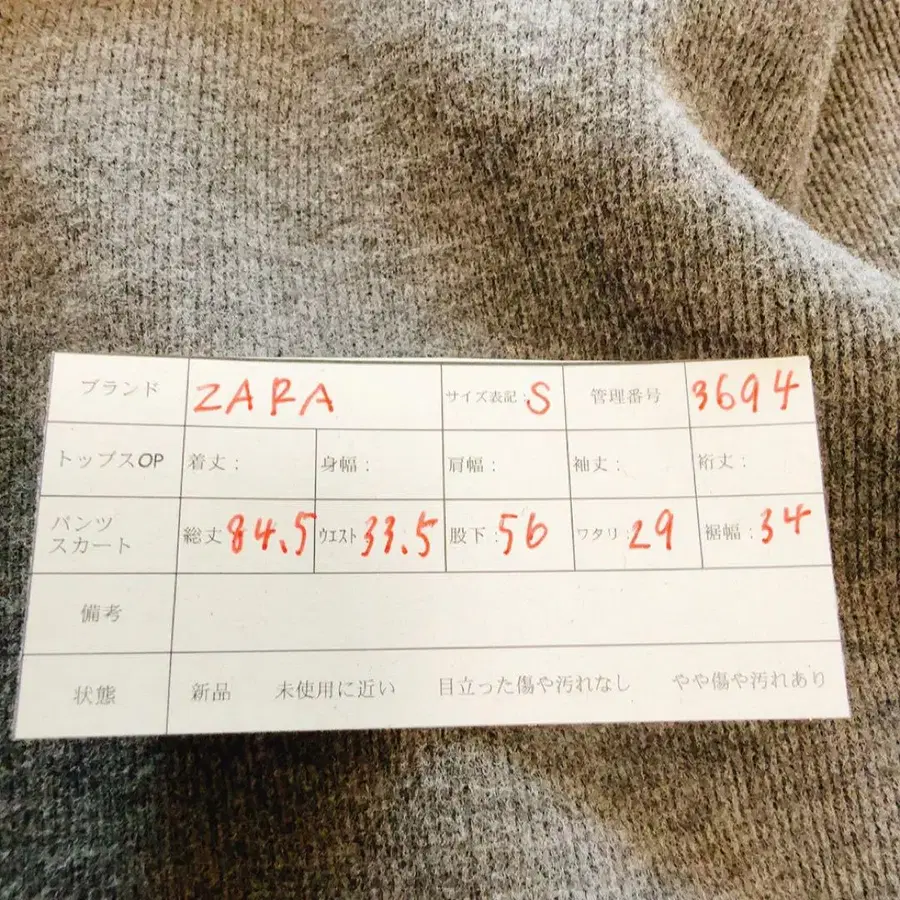 ブランド ZARA サイズ表記: S 管理番号 3694
トップスOP 着丈: 身幅: 肩幅: 袖丈: 裄丈:
パンツ
スカート 総丈 84.5 ウエスト 33.5 股下: 56 ワタリ: 29 裾幅: 34
備考
状態 新品 未使用に近い 目立った傷や汚れなし やや傷や汚れあり